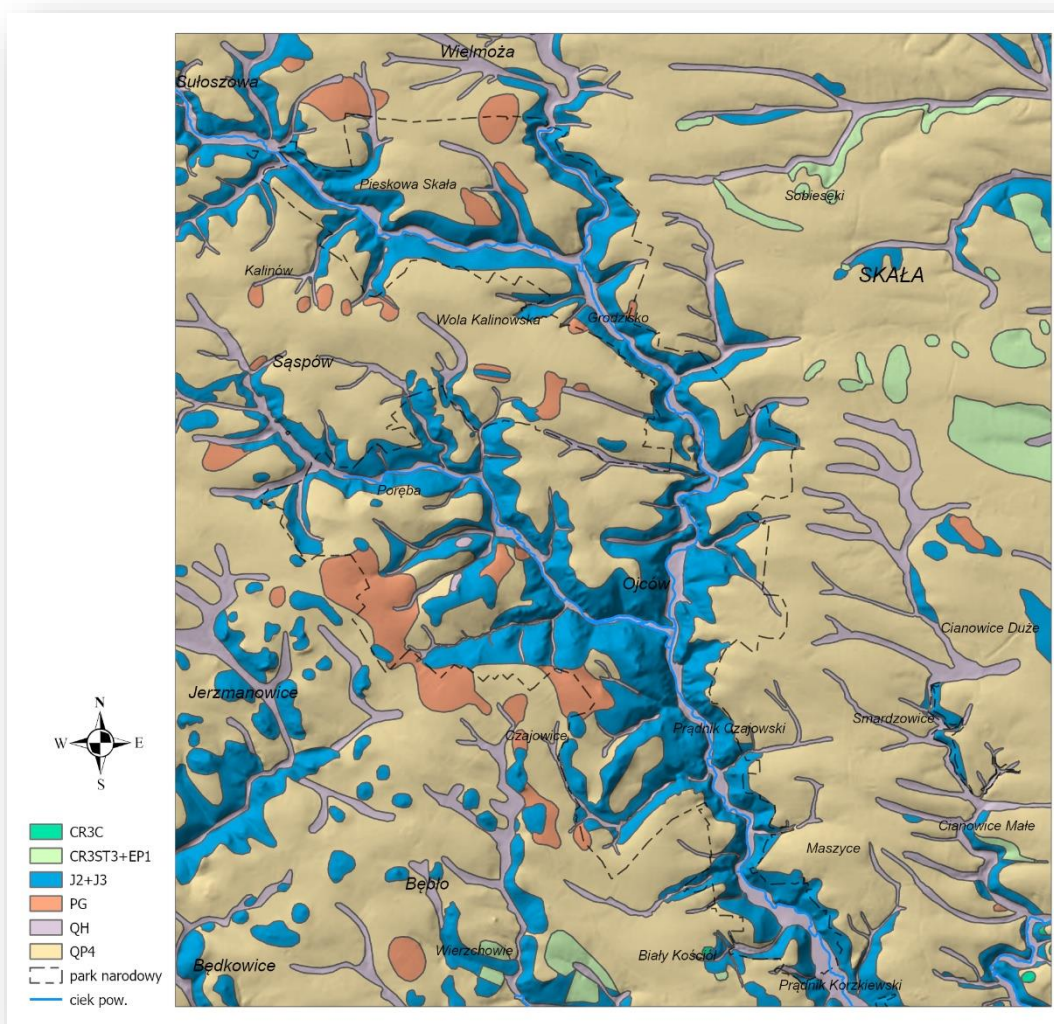 Wielmoża
Sułoszowa
Pieskowa Skała
Sobiesęki
SKAŁA
Kalinów
Wola Kalinowska
Grodzisko
Sąspów
Poręba
Ojców
Cianowice Duże
Jerzmanowice
Smardzowice
Prądnik Czajowski
Czajowice
Cianowice Małe
Maszyce
Bębło
Wierzchowie
Biały Kościół
Będkowice
Prądnik Korzkiewski
N
W E
S
CR3C
CR3ST3+EP1
J2+J3
PG
QH
QP4
park narodowy
ciek pow.